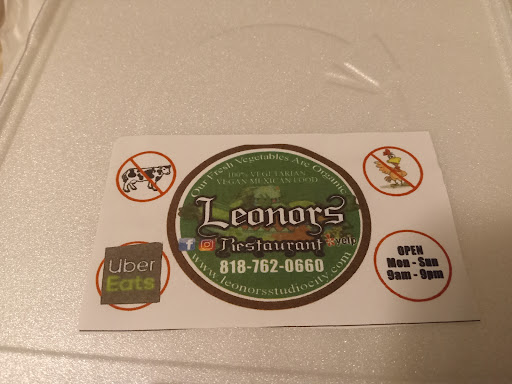 Our Fresh Vegetables Are Organic
100% VEGETARIAN
VEGAN MEXICAN FOOD
Leonors
Restaurant
yelp
818-762-0660
www.leonorsstudiocity.com
Uber
Eats
OPEN
Mon - Sun
9am - 9pm